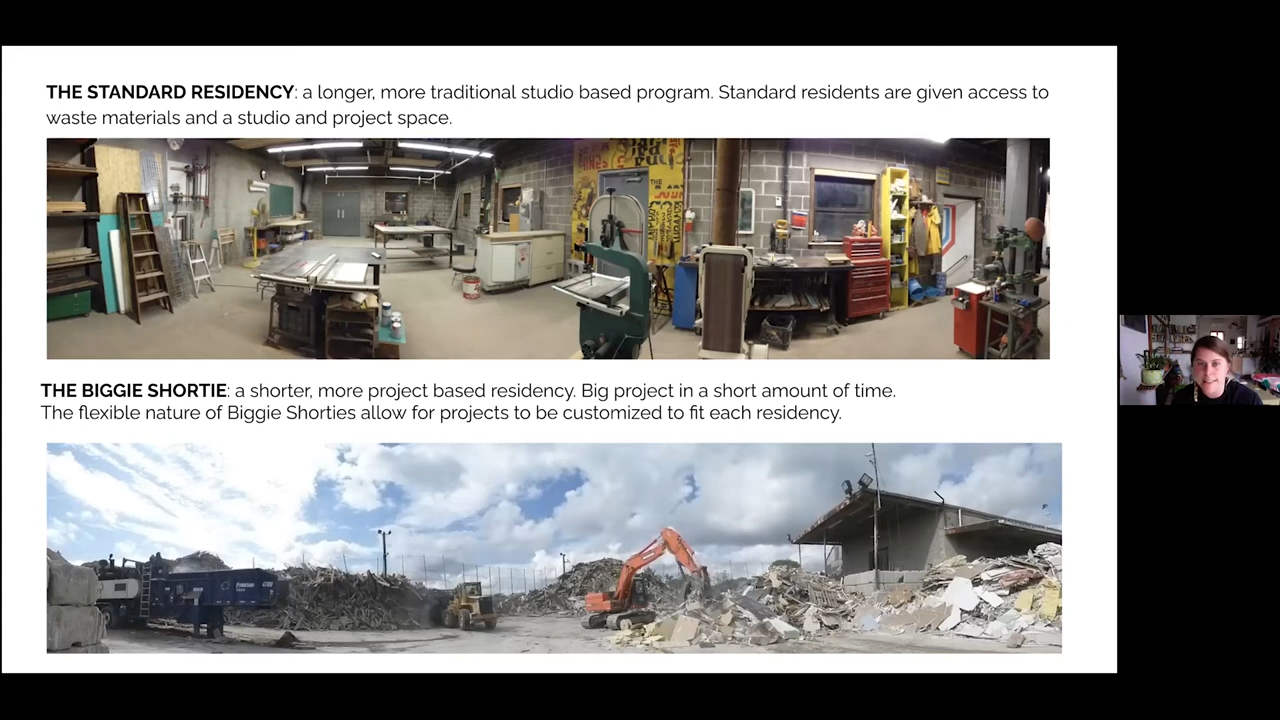 THE STANDARD RESIDENCY: a longer, more traditional studio based program. Standard residents are given access to
waste materials and a studio and project space.
THE BIGGIE SHORTIE: a shorter, more project based residency. Big project in a short amount of time.
The flexible nature of Biggie Shorties allow for projects to be customized to fit each residency.